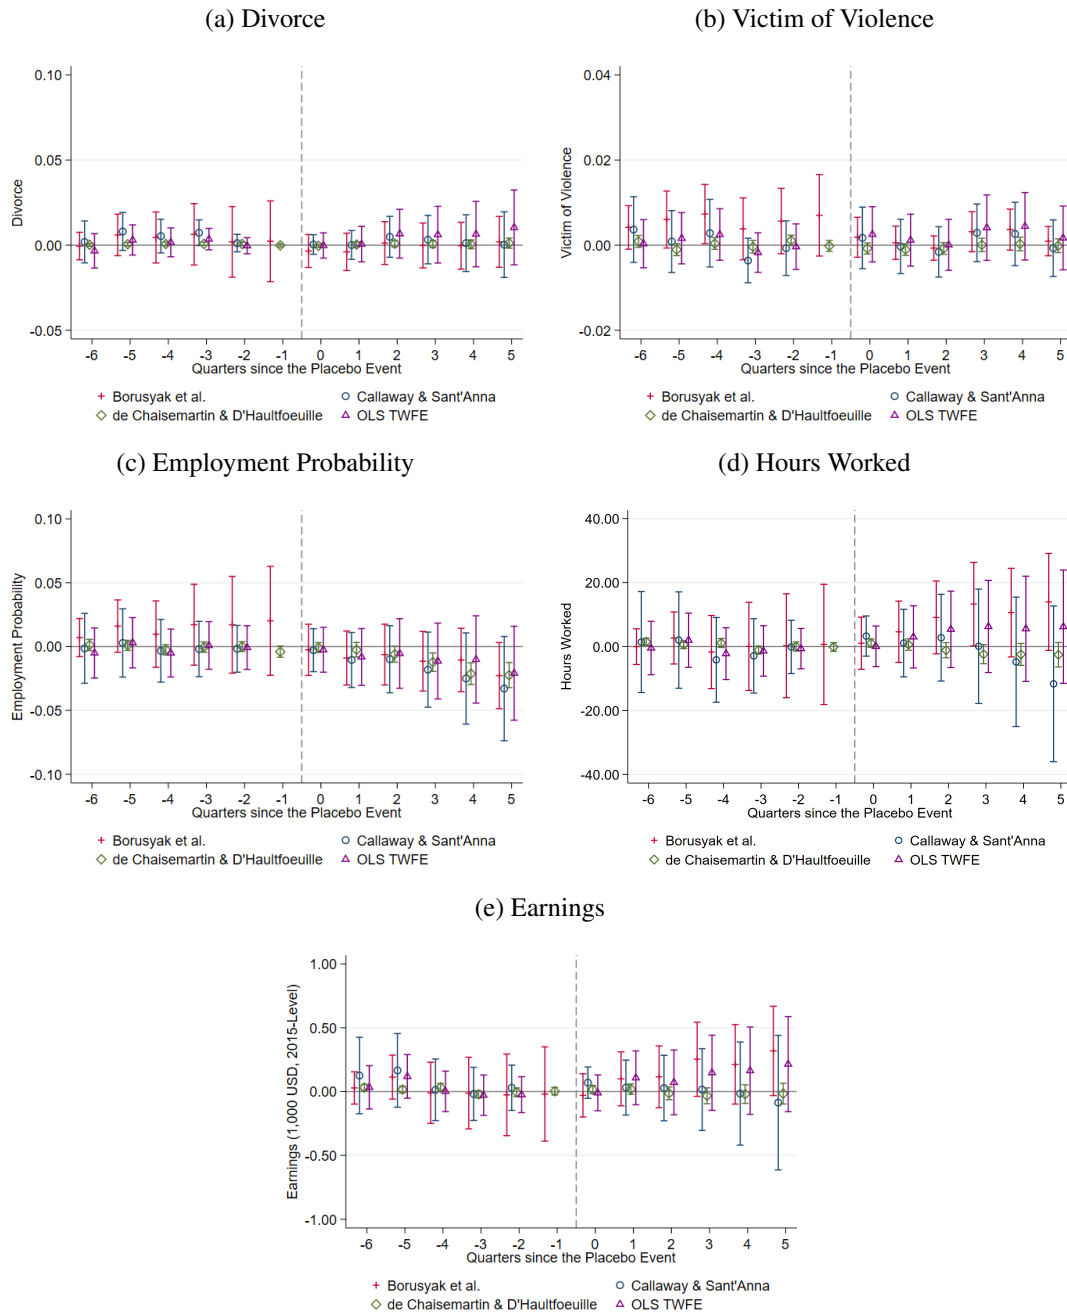 (a) Divorce
0.10
0.05
0.00
-0.05
Divorce
-6 -5 -4 -3 -2 -1 0 1 2 3 4 5
Quarters since the Placebo Event
Borusyak et al.
Callaway & Sant'Anna
de Chaisemartin & D'Haultfoeuille
OLS TWFE
(b) Victim of Violence
0.04
0.02
0.00
-0.02
Victim of Violence
-6 -5 -4 -3 -2 -1 0 1 2 3 4 5
Quarters since the Placebo Event
Borusyak et al.
Callaway & Sant'Anna
de Chaisemartin & D'Haultfoeuille
OLS TWFE
(c) Employment Probability
0.10
0.05
0.00
-0.05
-0.10
Employment Probability
-6 -5 -4 -3 -2 -1 0 1 2 3 4 5
Quarters since the Placebo Event
Borusyak et al.
Callaway & Sant'Anna
de Chaisemartin & D'Haultfoeuille
OLS TWFE
(d) Hours Worked
40.00
20.00
0.00
-20.00
-40.00
Hours Worked
-6 -5 -4 -3 -2 -1 0 1 2 3 4 5
Quarters since the Placebo Event
Borusyak et al.
Callaway & Sant'Anna
de Chaisemartin & D'Haultfoeuille
OLS TWFE
(e) Earnings
1.00
0.50
0.00
-0.50
-1.00
Earnings (1,000 USD, 2015-Level)
-6 -5 -4 -3 -2 -1 0 1 2 3 4 5
Quarters since the Placebo Event
Borusyak et al.
Callaway & Sant'Anna
de Chaisemartin & D'Haultfoeuille
OLS TWFE